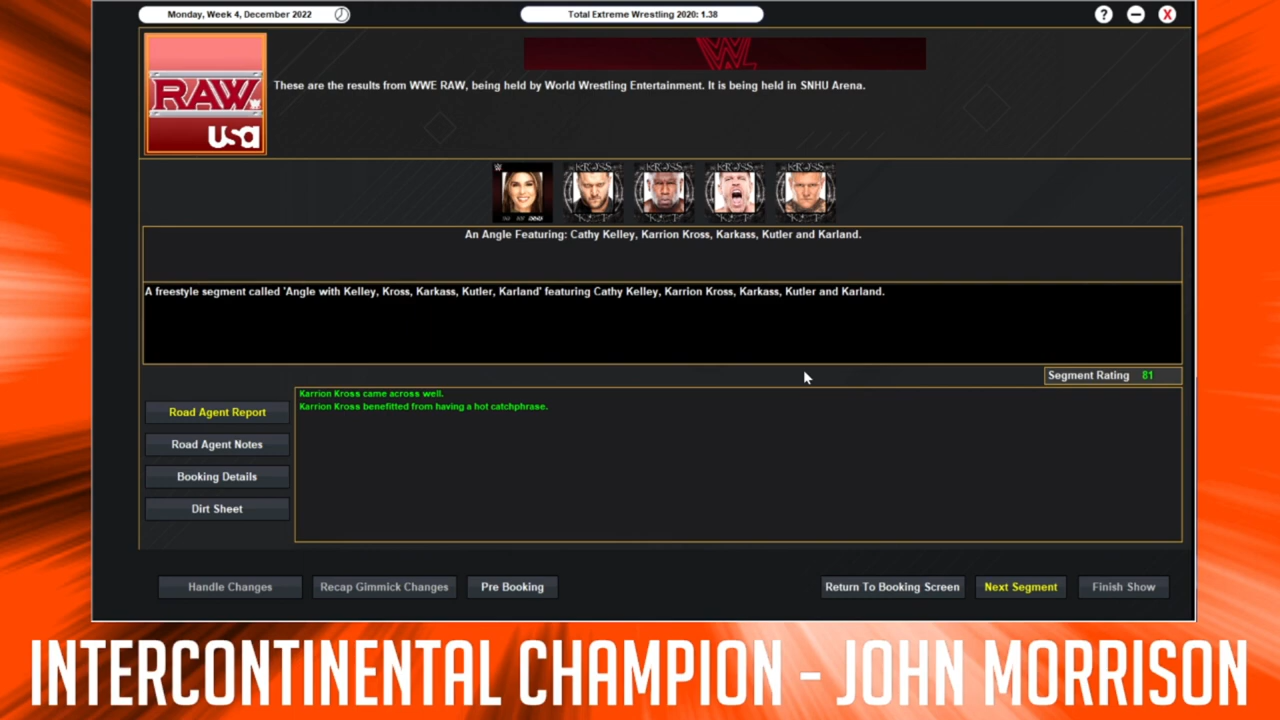 Monday, Week 4, December 2022
Total Extreme Wrestling 2020: 1.38
? − X
RAW
USA
These are the results from WWE RAW, being held by World Wrestling Entertainment. It is being held in SNHU Arena.
An Angle Featuring: Cathy Kelley, Karrion Kross, Karkass, Kutler and Karland.
A freestyle segment called 'Angle with Kelley, Kross, Karkass, Kutler, Karland' featuring Cathy Kelley, Karrion Kross, Karkass, Kutler and Karland.
Segment Rating 81
Karrion Kross came across well.
Karrion Kross benefitted from having a hot catchphrase.
Road Agent Report
Road Agent Notes
Booking Details
Dirt Sheet
Handle Changes
Recap Gimmick Changes
Pre Booking
Return To Booking Screen
Next Segment
Finish Show
INTERCONTINENTAL CHAMPION - JOHN MORRISON